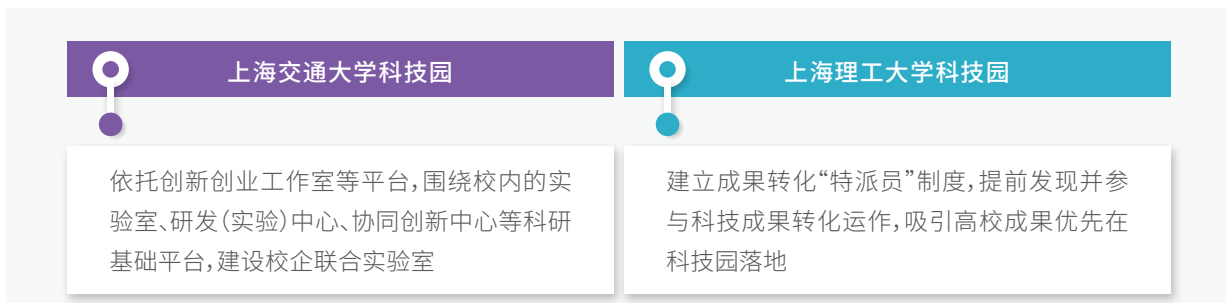 上海交通大学科技园
依托创新创业工作室等平台，围绕校内的实
验室、研发（实验）中心、协同创新中心等科研
基础平台，建设校企联合实验室
上海理工大学科技园
建立成果转化“特派员”制度，提前发现并参
与科技成果转化运作，吸引高校成果优先在
科技园落地